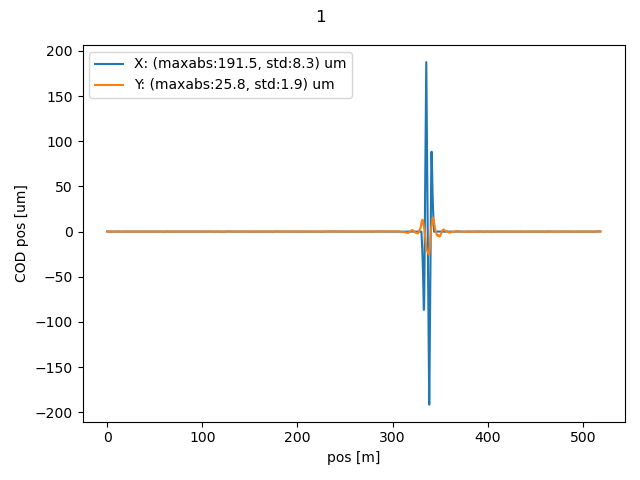 1
X: (maxabs:191.5, std:8.3) um
Y: (maxabs:25.8, std:1.9) um
COD pos [um]
200
150
100
50
0
−50
−100
−150
−200
0 100 200 300 400 500
pos [m]